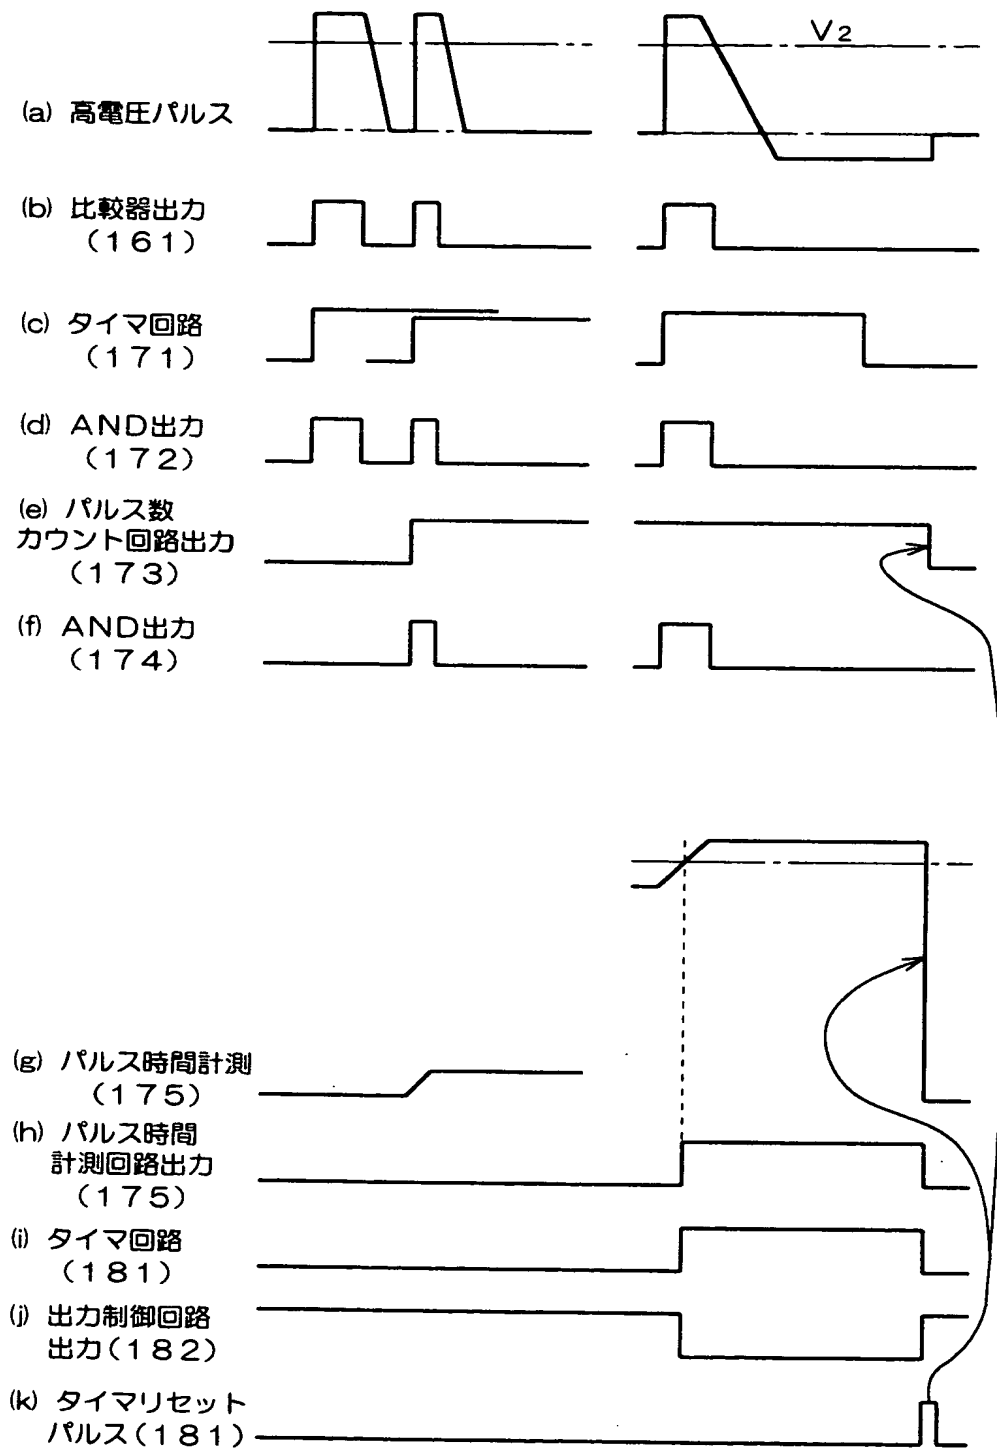 V2
(a) 高電圧パルス
(b) 比較器出力
(161)
(c) タイマ回路
(171)
(d) AND出力
(172)
(e) パルス数
カウント回路出力
(173)
(f) AND出力
(174)
(g) パルス時間計測
(175)
(h) パルス時間
計測回路出力
(175)
(i) タイマ回路
(181)
(j) 出力制御回路
出力(182)
(k) タイマリセット
パルス(181)